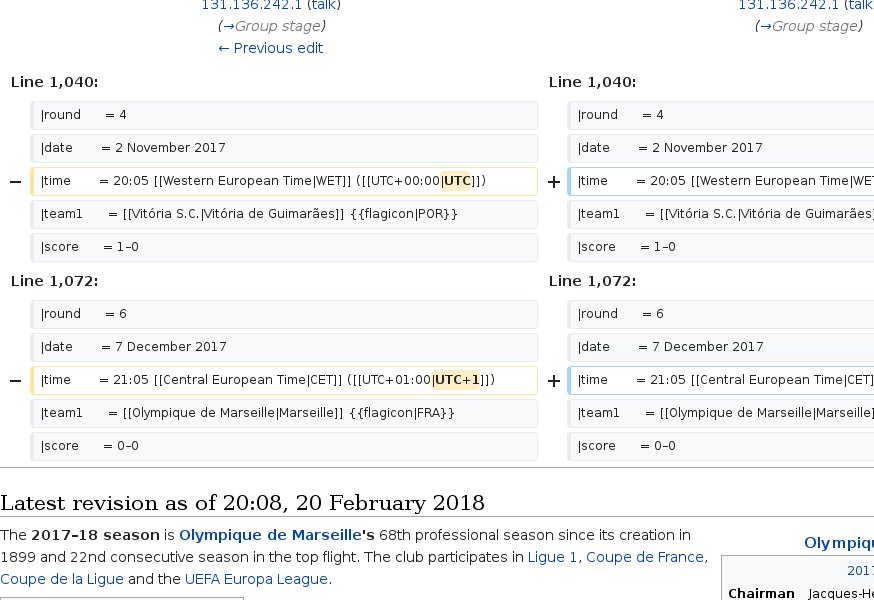 131.136.242.1 (talk)
(→Group stage)
← Previous edit
131.136.242.1 (talk
(→Group stage)
Line 1,040:
Line 1,040:
|round = 4
|round = 4
|date = 2 November 2017
|date = 2 November 2017
− |time = 20:05 [[Western European Time|WET]] ([[UTC+00:00|UTC]])
+ |time = 20:05 [[Western European Time|WE
|team1 = [[Vitória S.C.|Vitória de Guimarães]] {{flagicon|POR}}
|team1 = [[Vitória S.C.|Vitória de Guimarães]
|score = 1–0
|score = 1–0
Line 1,072:
Line 1,072:
|round = 6
|round = 6
|date = 7 December 2017
|date = 7 December 2017
− |time = 21:05 [[Central European Time|CET]] ([[UTC+01:00|UTC+1]])
+ |time = 21:05 [[Central European Time|CET]
|team1 = [[Olympique de Marseille|Marseille]] {{flagicon|FRA}}
|team1 = [[Olympique de Marseille|Marseille]
|score = 0–0
|score = 0–0
Latest revision as of 20:08, 20 February 2018
The 2017–18 season is Olympique de Marseille's 68th professional season since its creation in
1899 and 22nd consecutive season in the top flight. The club participates in Ligue 1, Coupe de France,
Coupe de la Ligue and the UEFA Europa League.
Olympiqu
2017
Chairman Jacques-He